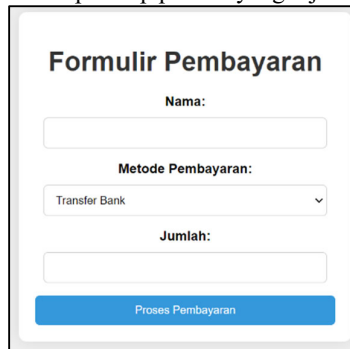 Formulir Pembayaran
Nama:
Metode Pembayaran:
Transfer Bank
Jumlah:
Proses Pembayaran